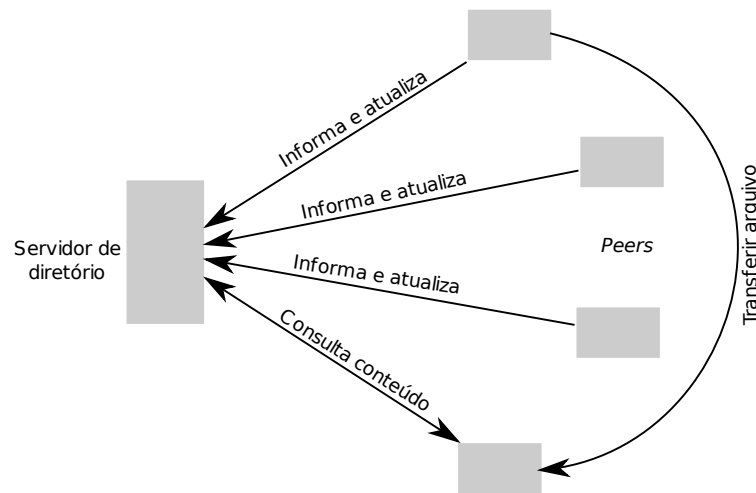 Informa e atualiza
Informa e atualiza
Servidor de
diretório
Peers
Transferir arquivo
Informa e atualiza
Consulta conteúdo